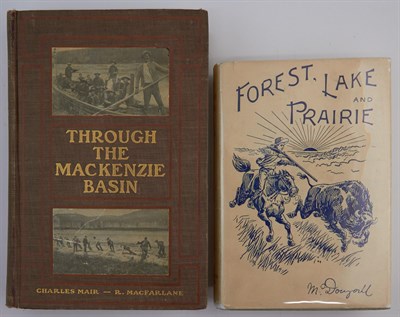 THROUGH
THE
MACKENZIE
BASIN
CHARLES MAIR — R. MACFARLANE
FOREST, LAKE
AND
PRAIRIE
McDougall